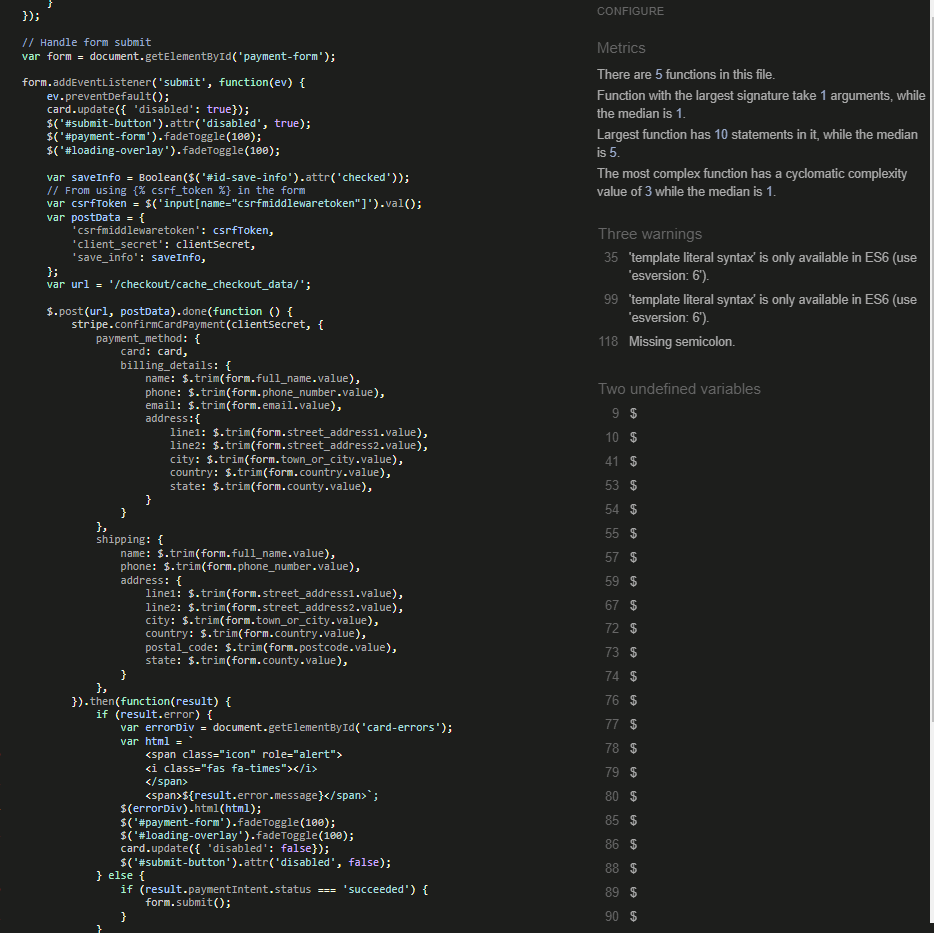 }
});
// Handle form submit
var form = document.getElementById('payment-form');
form.addEventListener('submit', function(ev) {
ev.preventDefault();
card.update({ 'disabled': true});
$('#submit-button').attr('disabled', true);
$('#payment-form').fadeToggle(100);
$('#loading-overlay').fadeToggle(100);
var saveInfo = Boolean($('#id-save-info').attr('checked'));
// From using {% csrf_token %} in the form
var csrfToken = $('input[name="csrfmiddlewaretoken"]').val();
var postData = {
'csrfmiddlewaretoken': csrfToken,
'client_secret': clientSecret,
'save_info': saveInfo,
};
var url = '/checkout/cache_checkout_data/';
$.post(url, postData).done(function () {
stripe.confirmCardPayment(clientSecret, {
payment_method: {
card: card,
billing_details: {
name: $.trim(form.full_name.value),
phone: $.trim(form.phone_number.value),
email: $.trim(form.email.value),
address:{
line1: $.trim(form.street_address1.value),
line2: $.trim(form.street_address2.value),
city: $.trim(form.town_or_city.value),
country: $.trim(form.country.value),
state: $.trim(form.county.value),
}
}
},
shipping: {
name: $.trim(form.full_name.value),
phone: $.trim(form.phone_number.value),
address: {
line1: $.trim(form.street_address1.value),
line2: $.trim(form.street_address2.value),
city: $.trim(form.town_or_city.value),
country: $.trim(form.country.value),
postal_code: $.trim(form.postcode.value),
state: $.trim(form.county.value),
}
},
}).then(function(result) {
if (result.error) {
var errorDiv = document.getElementById('card-errors');
var html = `
<span class="icon" role="alert">
<i class="fas fa-times"></i>
</span>
<span>${result.error.message}</span>`;
$(errorDiv).html(html);
$('#payment-form').fadeToggle(100);
$('#loading-overlay').fadeToggle(100);
card.update({ 'disabled': false});
$('#submit-button').attr('disabled', false);
} else {
if (result.paymentIntent.status === 'succeeded') {
form.submit();
}
}
CONFIGURE
Metrics
There are 5 functions in this file.
Function with the largest signature take 1 arguments, while
the median is 1.
Largest function has 10 statements in it, while the median
is 5.
The most complex function has a cyclomatic complexity
value of 3 while the median is 1.
Three warnings
35 'template literal syntax' is only available in ES6 (use
'esversion: 6').
99 'template literal syntax' is only available in ES6 (use
'esversion: 6').
118 Missing semicolon.
Two undefined variables
9 $
10 $
41 $
53 $
54 $
55 $
57 $
59 $
67 $
72 $
73 $
74 $
76 $
77 $
78 $
79 $
80 $
85 $
86 $
88 $
89 $
90 $